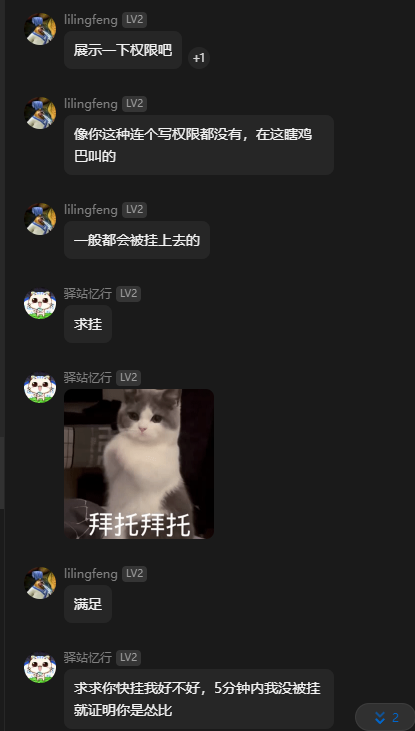 lilingfeng LV2
展示一下权限吧
+1
lilingfeng LV2
像你这种连个写权限都没有，在这瞎鸡
巴叫的
lilingfeng LV2
一般都会被挂上去的
驿站忆行 LV2
求挂
驿站忆行 LV2
拜托拜托
lilingfeng LV2
满足
驿站忆行 LV2
求求你快挂我好不好，5分钟内我没被挂
就证明你是怂比
2